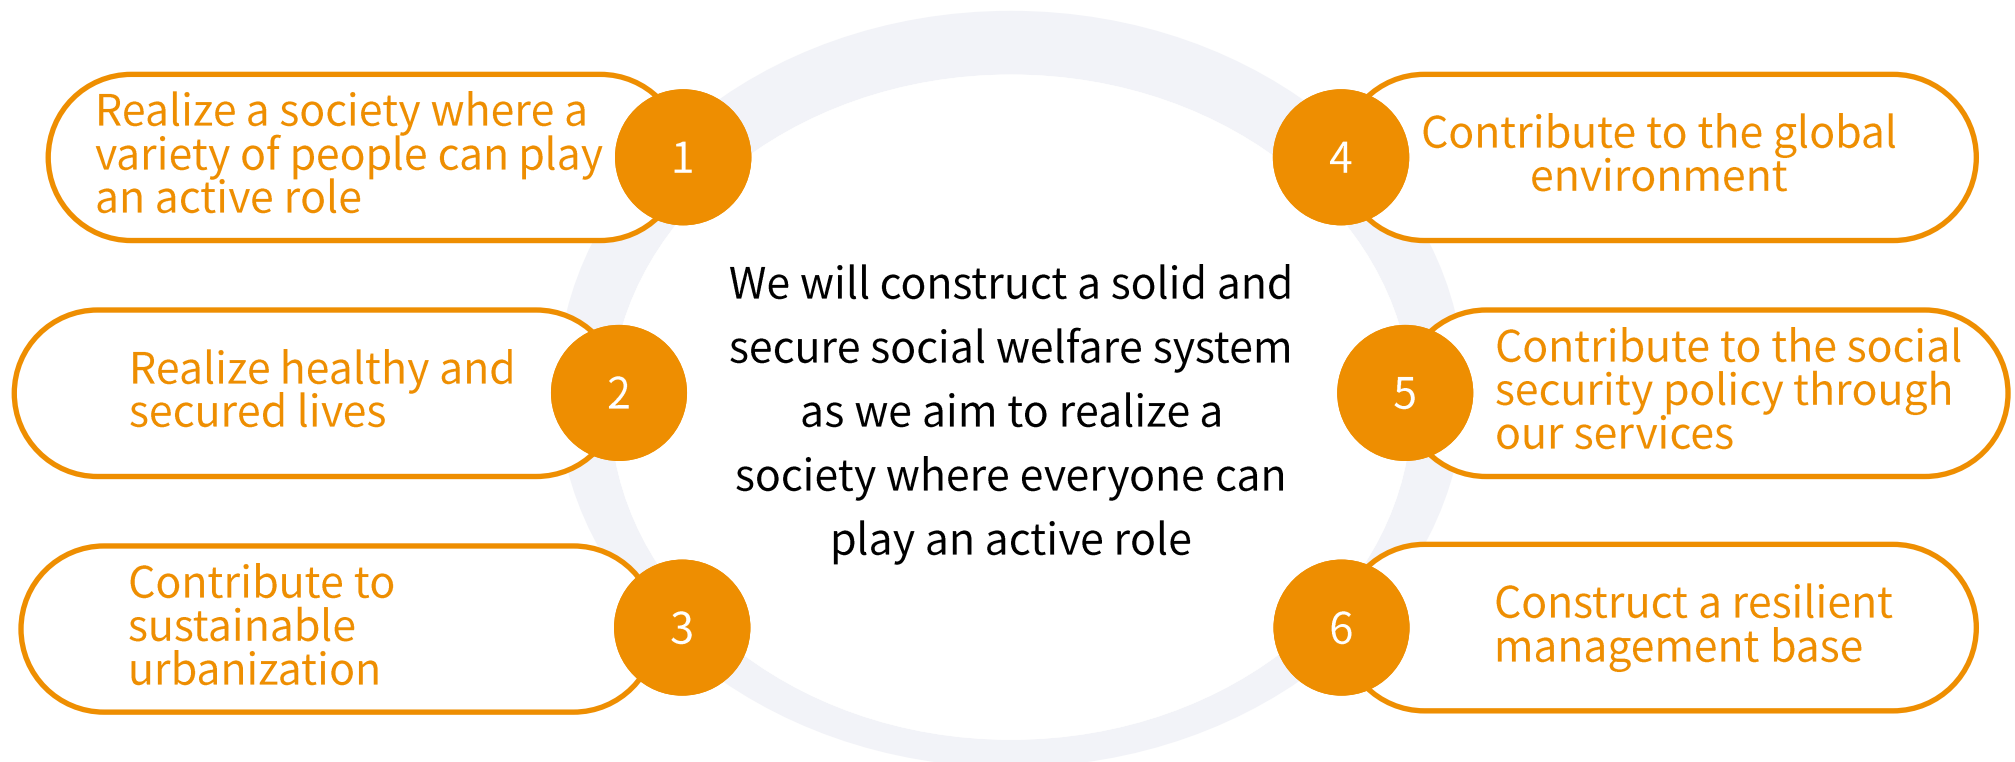 Realize a society where a
variety of people can play
an active role
1
Realize healthy and
secured lives
2
Contribute to
sustainable
urbanization
3
We will construct a solid and
secure social welfare system
as we aim to realize a
society where everyone can
play an active role
4
Contribute to the global
environment
5
Contribute to the social
security policy through
our services
6
Construct a resilient
management base